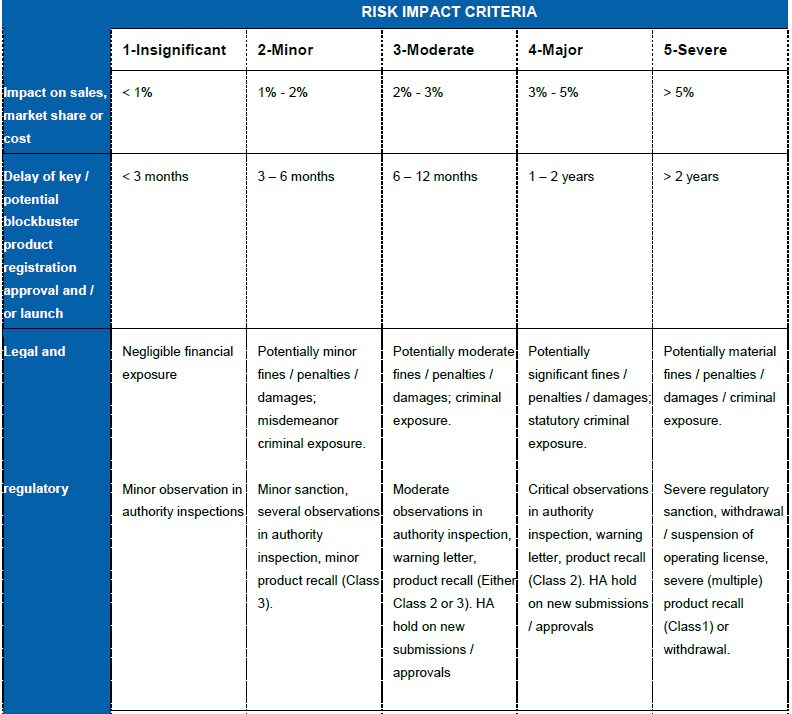 RISK IMPACT CRITERIA
1-Insignificant
2-Minor
3-Moderate
4-Major
5-Severe
Impact on sales,
market share or
cost
< 1%
1% - 2%
2% - 3%
3% - 5%
> 5%
Delay of key /
potential
blockbuster
product
registration
approval and /
or launch
< 3 months
3 – 6 months
6 – 12 months
1 – 2 years
> 2 years
Legal and
Negligible financial
exposure
Potentially minor
fines / penalties /
damages;
misdemeanor
criminal exposure.
Potentially moderate
fines / penalties /
damages; criminal
exposure.
Potentially
significant fines /
penalties / damages;
statutory criminal
exposure.
Potentially material
fines / penalties /
damages / criminal
exposure.
regulatory
Minor observation in
authority inspections
Minor sanction,
several observations
in authority
inspection, minor
product recall (Class
3).
Moderate
observations in
authority inspection,
warning letter,
product recall (Either
Class 2 or 3). HA
hold on new
submissions /
approvals
Critical observations
in authority
inspection, warning
letter, product recall
(Class 2). HA hold
on new submissions
/ approvals
Severe regulatory
sanction, withdrawal
/ suspension of
operating license,
severe (multiple)
product recall
(Class1) or
withdrawal.